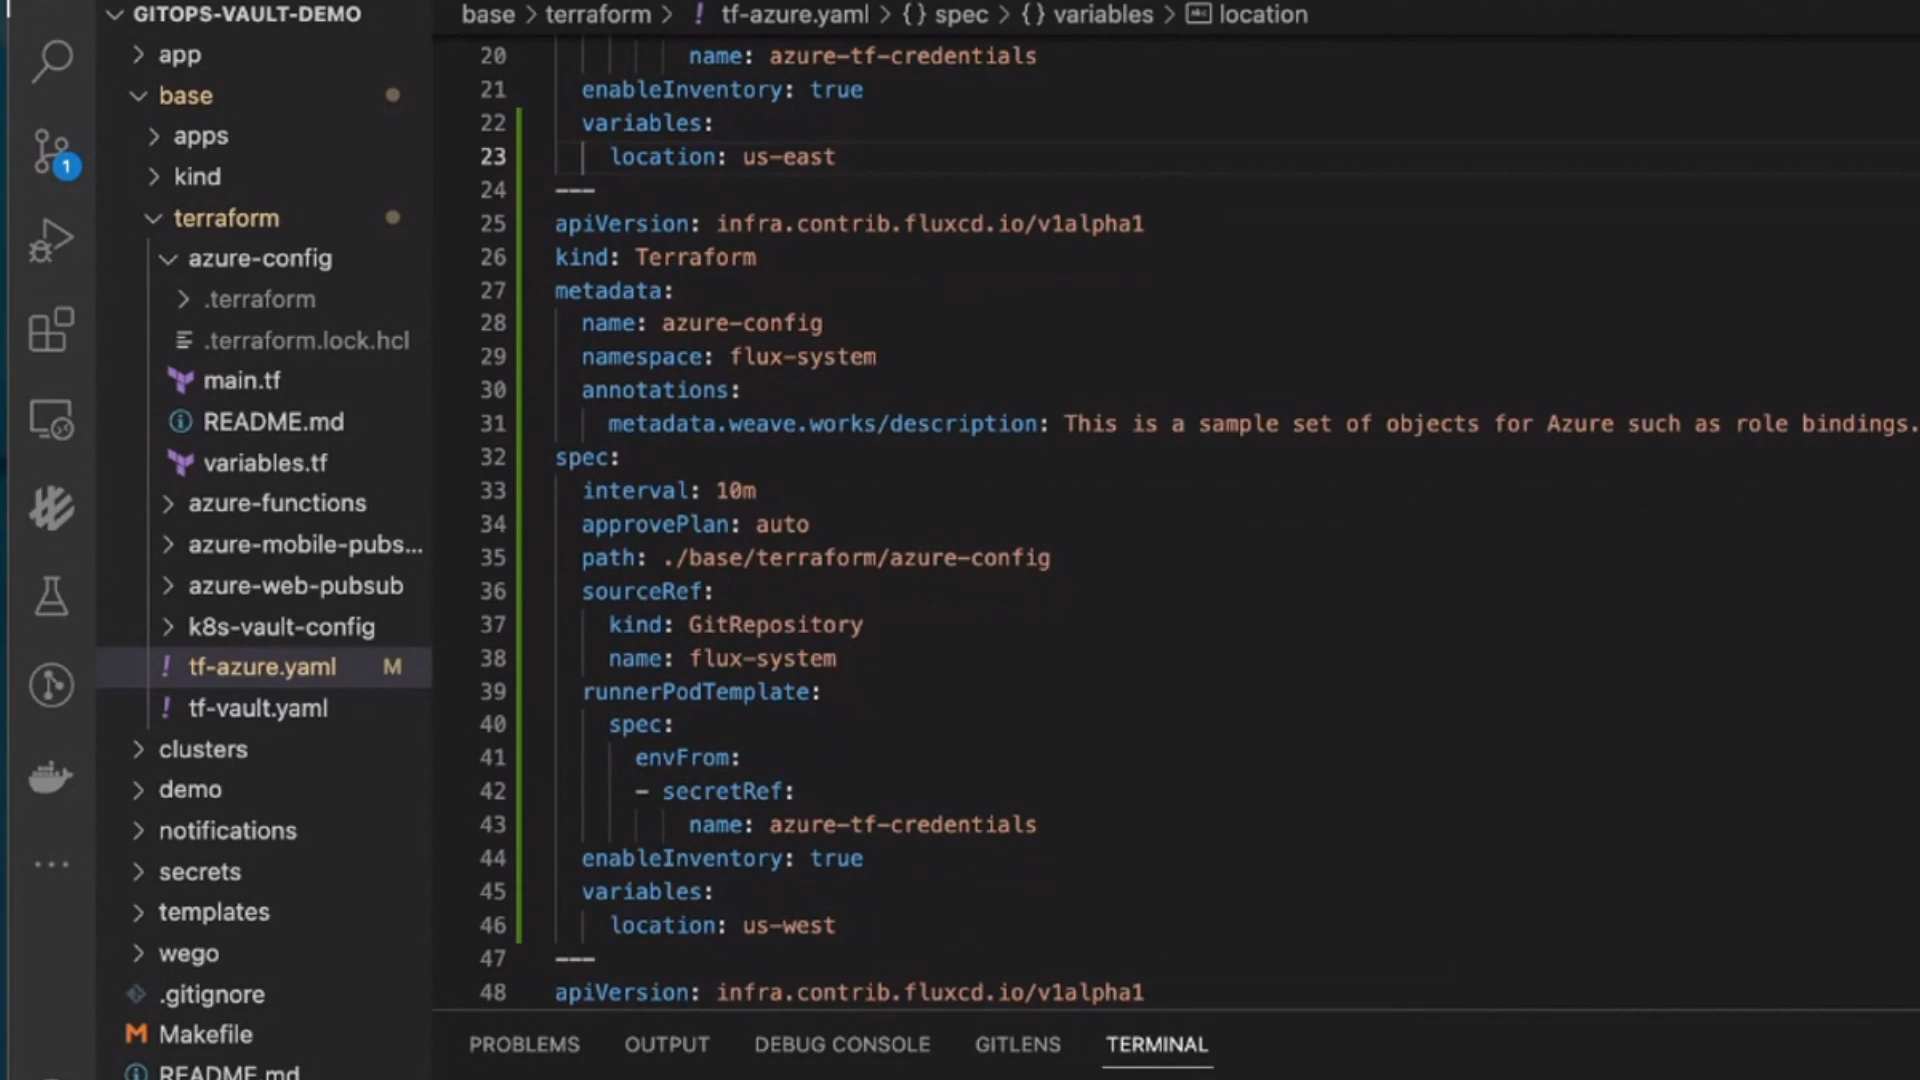 GITOPS-VAULT-DEMO
app
base
apps
kind
terraform
azure-config
.terraform
.terraform.lock.hcl
main.tf
README.md
variables.tf
azure-functions
azure-mobile-pubs...
azure-web-pubsub
k8s-vault-config
! tf-azure.yaml M
! tf-vault.yaml
clusters
demo
notifications
secrets
templates
wego
.gitignore
M Makefile
README.md
1
base > terraform > ! tf-azure.yaml > {} spec > {} variables > abc location
20 name: azure-tf-credentials
21 enableInventory: true
22 variables:
23 location: us-east
24 ---
25 apiVersion: infra.contrib.fluxcd.io/v1alpha1
26 kind: Terraform
27 metadata:
28 name: azure-config
29 namespace: flux-system
30 annotations:
31 metadata.weave.works/description: This is a sample set of objects for Azure such as role bindings.
32 spec:
33 interval: 10m
34 approvePlan: auto
35 path: ./base/terraform/azure-config
36 sourceRef:
37 kind: GitRepository
38 name: flux-system
39 runnerPodTemplate:
40 spec:
41 envFrom:
42 - secretRef:
43 name: azure-tf-credentials
44 enableInventory: true
45 variables:
46 location: us-west
47 ---
48 apiVersion: infra.contrib.fluxcd.io/v1alpha1
PROBLEMS OUTPUT DEBUG CONSOLE GITLENS TERMINAL